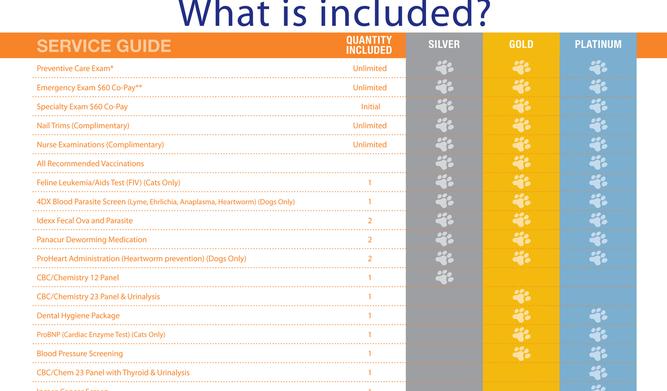 What is included?
SERVICE GUIDE QUANTITY INCLUDED SILVER GOLD PLATINUM
Preventive Care Exam* Unlimited
Emergency Exam $60 Co-Pay** Unlimited
Specialty Exam $60 Co-Pay Initial
Nail Trims (Complimentary) Unlimited
Nurse Examinations (Complimentary) Unlimited
All Recommended Vaccinations
Feline Leukemia/Aids Test (FIV) (Cats Only) 1
4DX Blood Parasite Screen (Lyme, Ehrlichia, Anaplasma, Heartworm) (Dogs Only) 1
Idexx Fecal Ova and Parasite 2
Panacur Deworming Medication 2
ProHeart Administration (Heartworm prevention) (Dogs Only) 2
CBC/Chemistry 12 Panel 1
CBC/Chemistry 23 Panel & Urinalysis 1
Dental Hygiene Package 1
ProBNP (Cardiac Enzyme Test) (Cats Only) 1
Blood Pressure Screening 1
CBC/Chem 23 Panel with Thyroid & Urinalysis 1